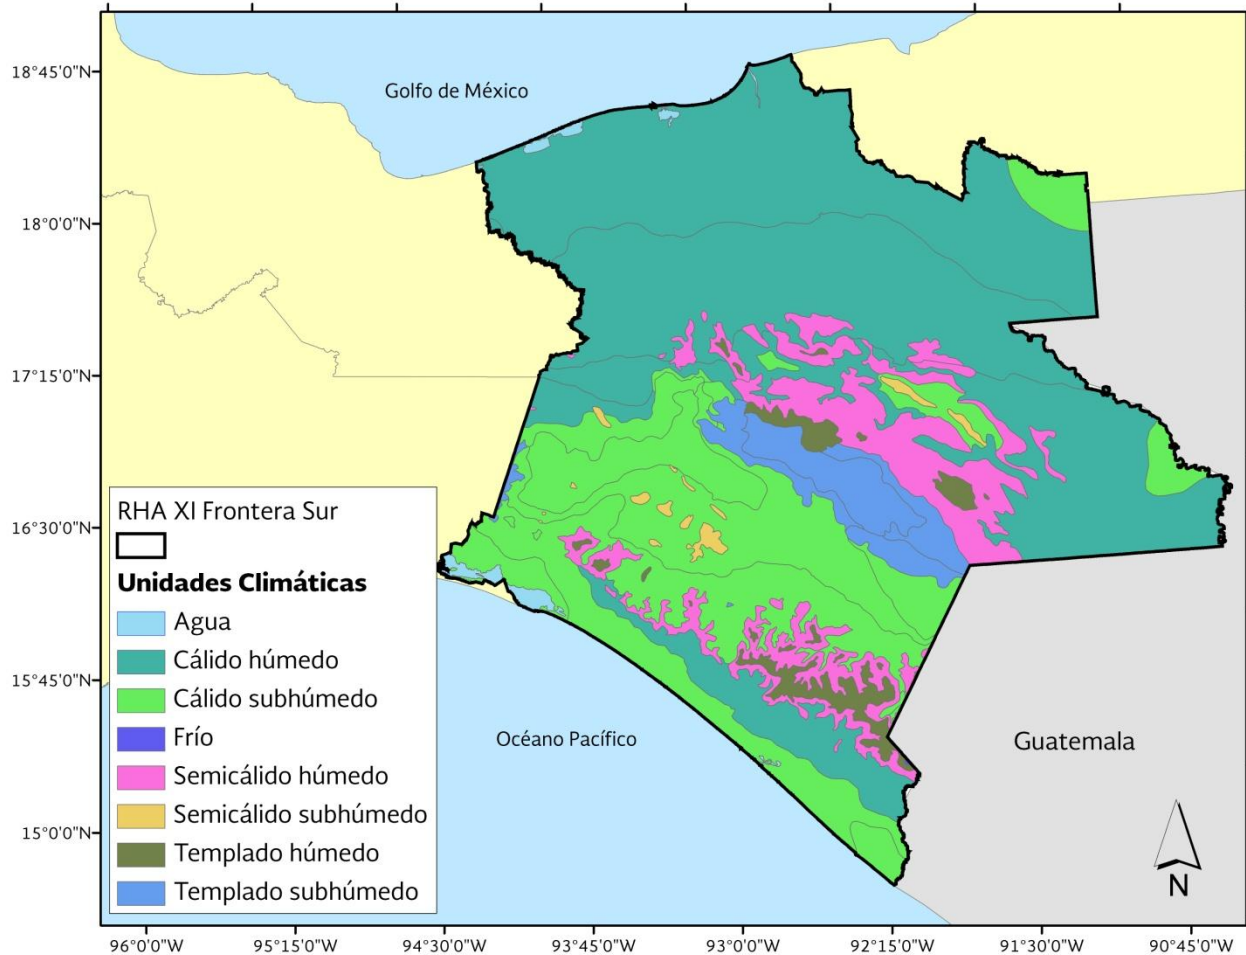 18°45'0"N
Golfo de México
18°0'0"N
17°15'0"N
16°30'0"N
15°45'0"N
15°0'0"N
RHA XI Frontera Sur
Unidades Climáticas
Agua
Cálido húmedo
Cálido subhúmedo
Frío
Semicálido húmedo
Semicálido subhúmedo
Templado húmedo
Templado subhúmedo
Océano Pacífico
Guatemala
N
96°0'0"W 95°15'0"W 94°30'0"W 93°45'0"W 93°0'0"W 92°15'0"W 91°30'0"W 90°45'0"W